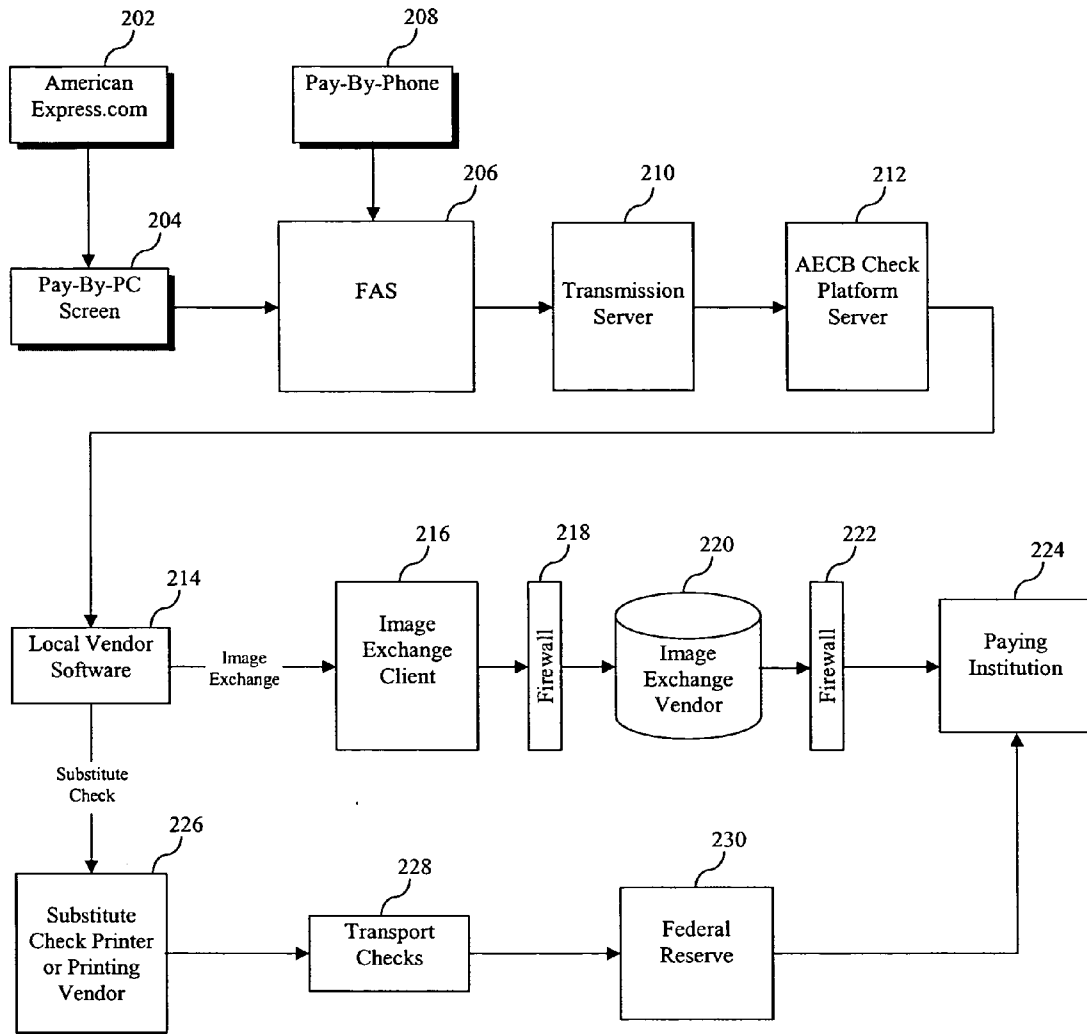 202
208
American
Express.com
Pay-By-Phone
206
210
212
204
Pay-By-PC
Screen
FAS
Transmission
Server
AECB Check
Platform
Server
216
218
220
222
224
214
Local Vendor
Software
Image
Exchange
Image
Exchange
Client
Firewall
Image
Exchange
Vendor
Firewall
Paying
Institution
Substitute
Check
226
228
230
Substitute
Check Printer
or Printing
Vendor
Transport
Checks
Federal
Reserve